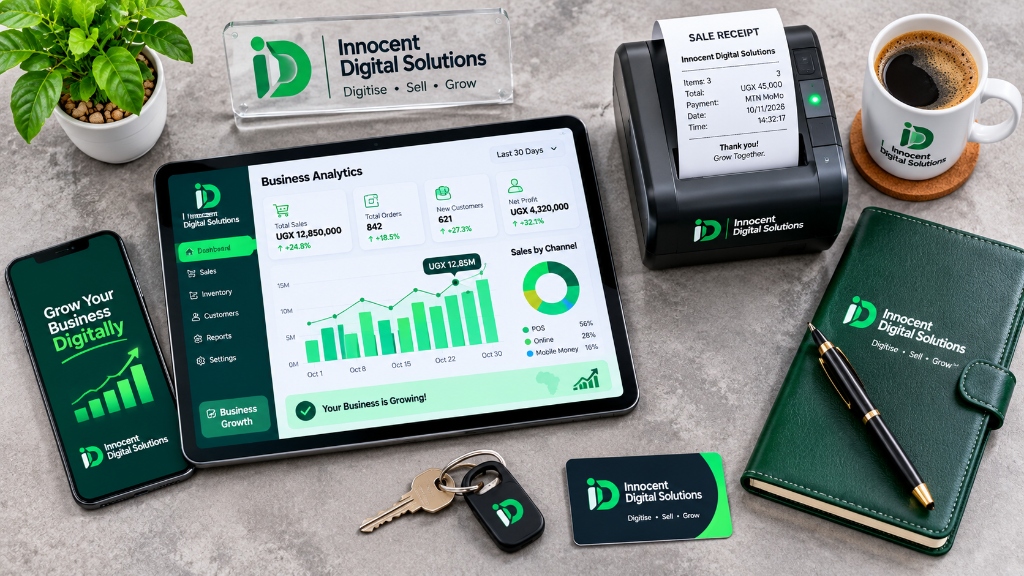 Innocent
Digital Solutions
Digitise • Sell • Grow
SALE RECEIPT
Innocent Digital Solutions
Items: 3 3
Total: UGX 45,000
Payment: MTN MoMo
Date: 10/11/2026
Time: 14:32:17
Thank you!
Grow Together.
Innocent
Digital Solutions
Innocent
Digital Solutions
Innocent
Digital Solutions
Dashboard
Sales
Inventory
Customers
Reports
Settings
Business
Growth
Business Analytics
Last 30 Days
Total Sales
UGX 12,850,000
↑ +24.8%
Total Orders
842
↑ +18.5%
New Customers
621
↑ +27.3%
Net Profit
UGX 4,320,000
↑ +32.1%
UGX 12.85M
15M
10M
5M
0M
Oct 1
Oct 8
Oct 15
Oct 22
Oct 30
Sales by Channel
POS 56%
Online 28%
Mobile Money 16%
Your Business is Growing!
Grow Your
Business
Digitally
Innocent
Digital Solutions
Innocent
Digital Solutions
Digitise • Sell • Grow
Innocent
Digital Solutions
Digitise • Sell • Grow